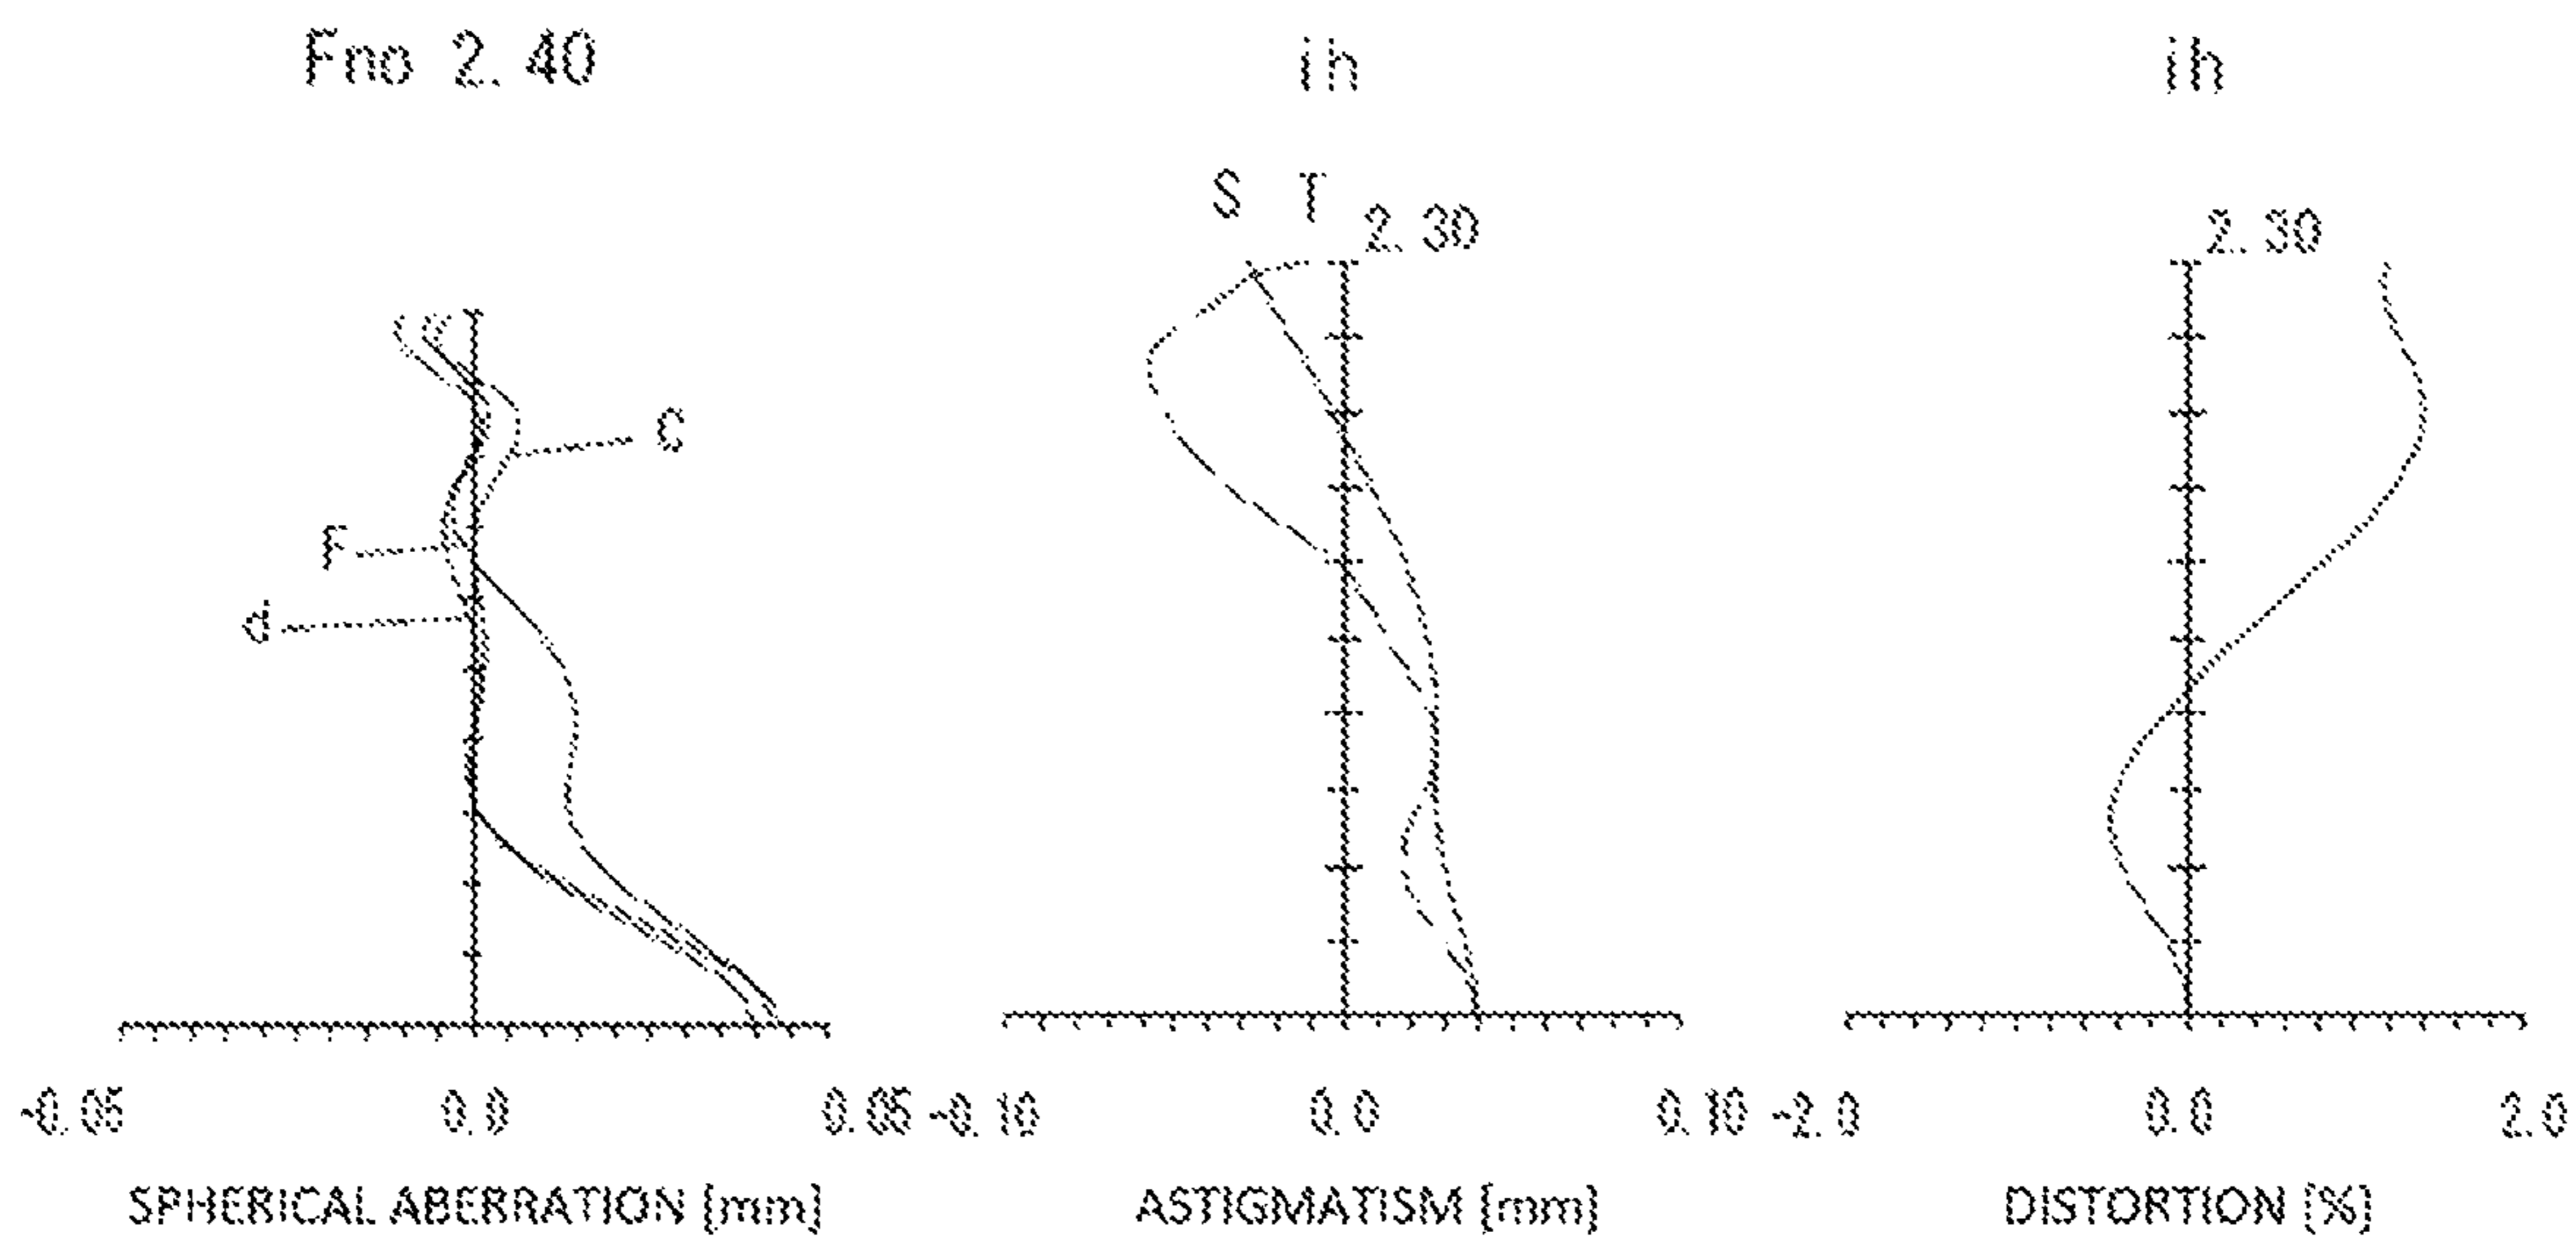 Fno 2.40 ih ih
S T 2.30 2.30
C
F
d
-0.05 0.0 0.05 -0.10 0.0 0.10 -2.0 0.0 2.0
SPHERICAL ABERRATION [mm] ASTIGMATISM [mm] DISTORTION [%]